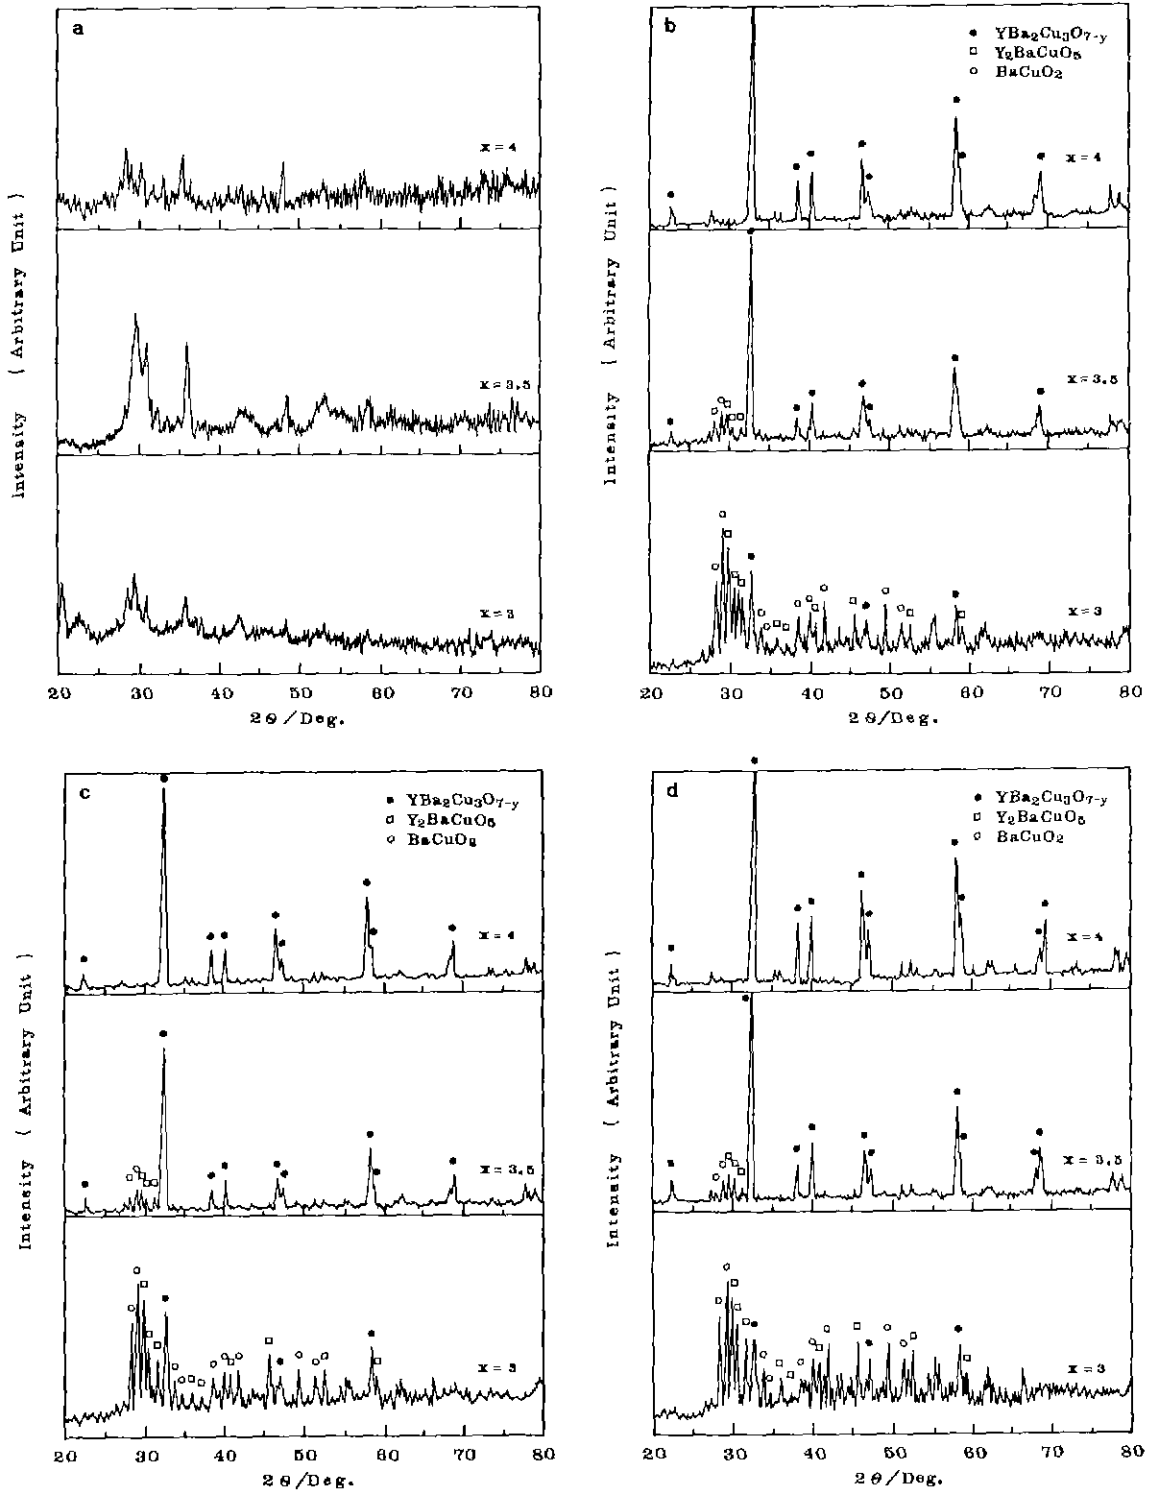 a
x = 4
x = 3.5
x = 3
20 30 40 50 60 70 80
2θ/Deg.
Intensity ( Arbitrary Unit )
b
● YBa₂Cu₃O₇₋y
□ Y₂BaCuO₅
○ BaCuO₂
x = 4
x = 3.5
x = 3
20 30 40 50 60 70 80
2θ/Deg.
Intensity ( Arbitrary Unit )
c
● YBa₂Cu₃O₇₋y
□ Y₂BaCuO₅
○ BaCuO₂
x = 4
x = 3.5
x = 3
20 30 40 50 60 70 80
2θ/Deg.
Intensity ( Arbitrary Unit )
d
● YBa₂Cu₃O₇₋y
□ Y₂BaCuO₅
○ BaCuO₂
x = 4
x = 3.5
x = 3
20 30 40 50 60 70 80
2θ/Deg.
Intensity ( Arbitrary Unit )